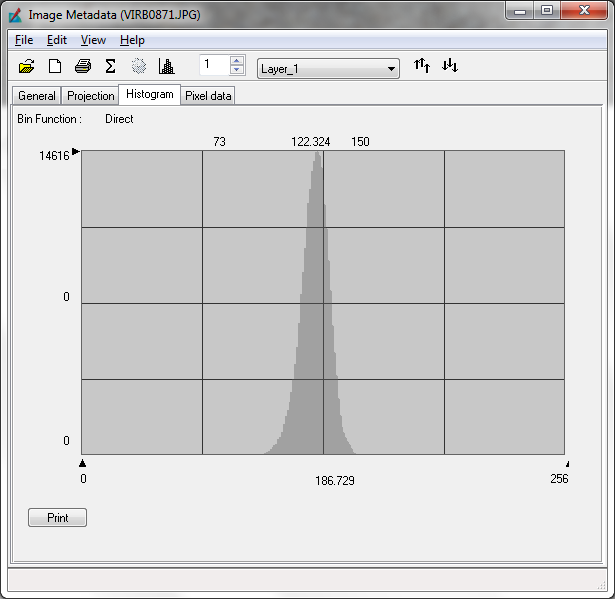 Image Metadata (VIRB0871.JPG)
File Edit View Help
Σ 1 Layer_1
General Projection Histogram Pixel data
Bin Function : Direct
73 122.324 150
14616
0
0
0 186.729 256
Print